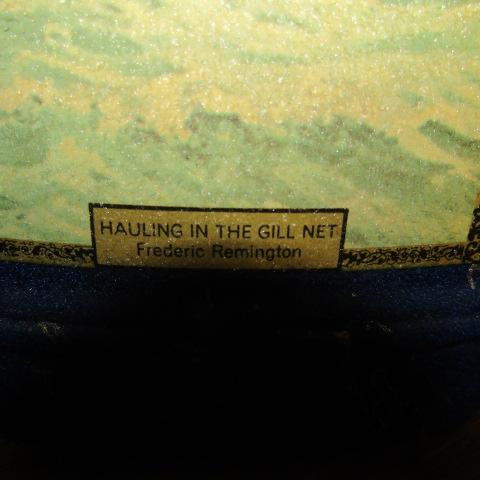 HAULING IN THE GILL NET
Frederic Remington